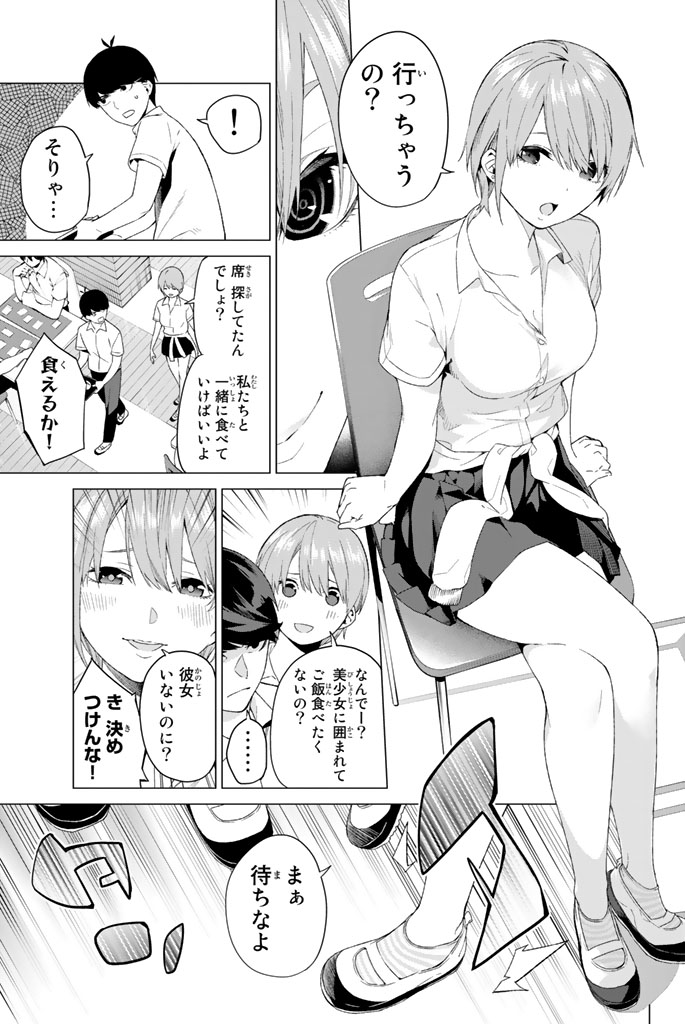 行っちゃう
の？
！
そりゃ…
席 探してたん
でしょ？
私たちと
一緒に食べて
いけばいいよ
食えるか！
なんでー？
美少女に囲まれて
ご飯食べたく
ないの？
……
彼女
いないのに？
き 決め
つけんな！
まぁ
待ちなよ